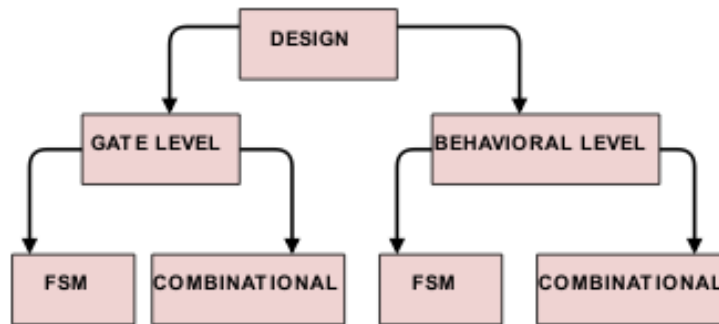 DESIGN
GATE LEVEL
BEHAVIORAL LEVEL
FSM
COMBINATIONAL
FSM
COMBINATIONAL